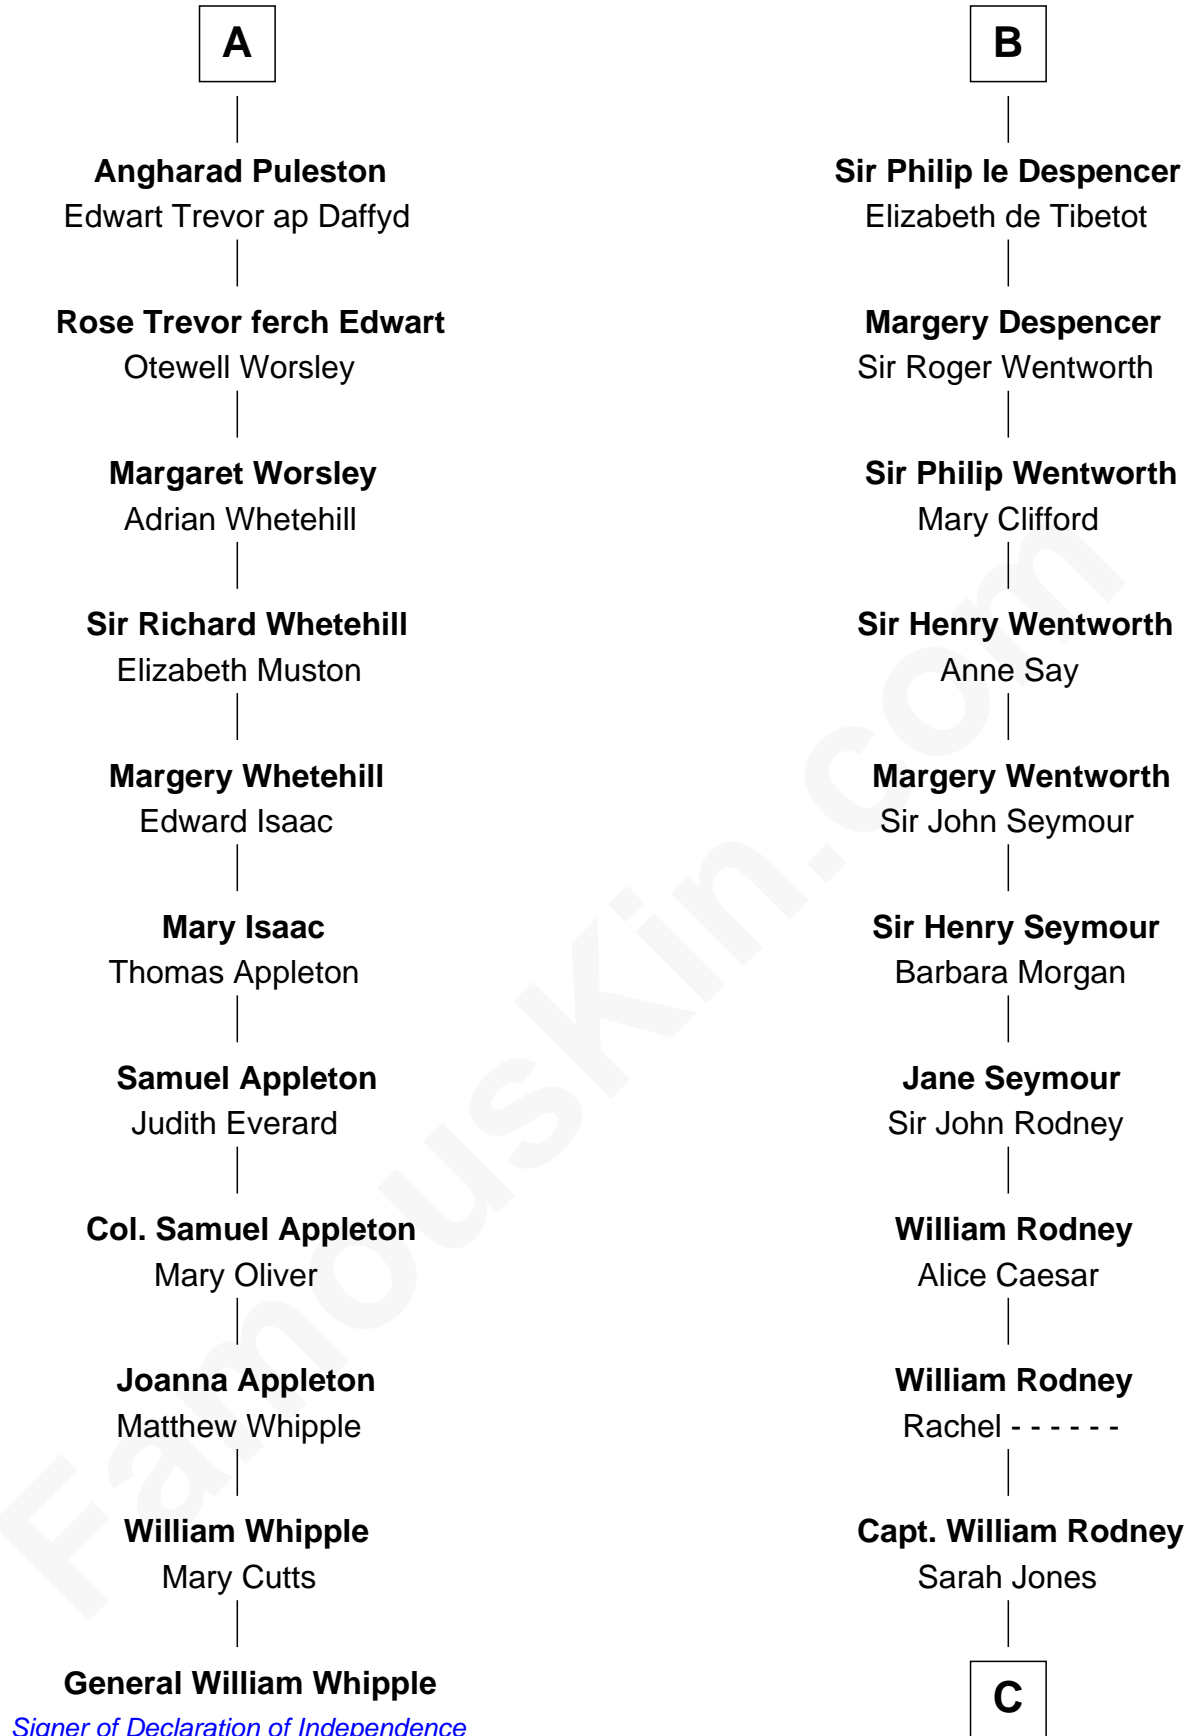 A
Angharad Puleston
Edwart Trevor ap Daffyd
Rose Trevor ferch Edwart
Otewell Worsley
Margaret Worsley
Adrian Whetehill
Sir Richard Whetehill
Elizabeth Muston
Margery Whetehill
Edward Isaac
Mary Isaac
Thomas Appleton
Samuel Appleton
Judith Everard
Col. Samuel Appleton
Mary Oliver
Joanna Appleton
Matthew Whipple
William Whipple
Mary Cutts
General William Whipple
Signer of Declaration of Independence
B
Sir Philip le Despencer
Elizabeth de Tibetot
Margery Despencer
Sir Roger Wentworth
Sir Philip Wentworth
Mary Clifford
Sir Henry Wentworth
Anne Say
Margery Wentworth
Sir John Seymour
Sir Henry Seymour
Barbara Morgan
Jane Seymour
Sir John Rodney
William Rodney
Alice Caesar
William Rodney
Rachel - - - - - -
Capt. William Rodney
Sarah Jones
C
FamousKin.com